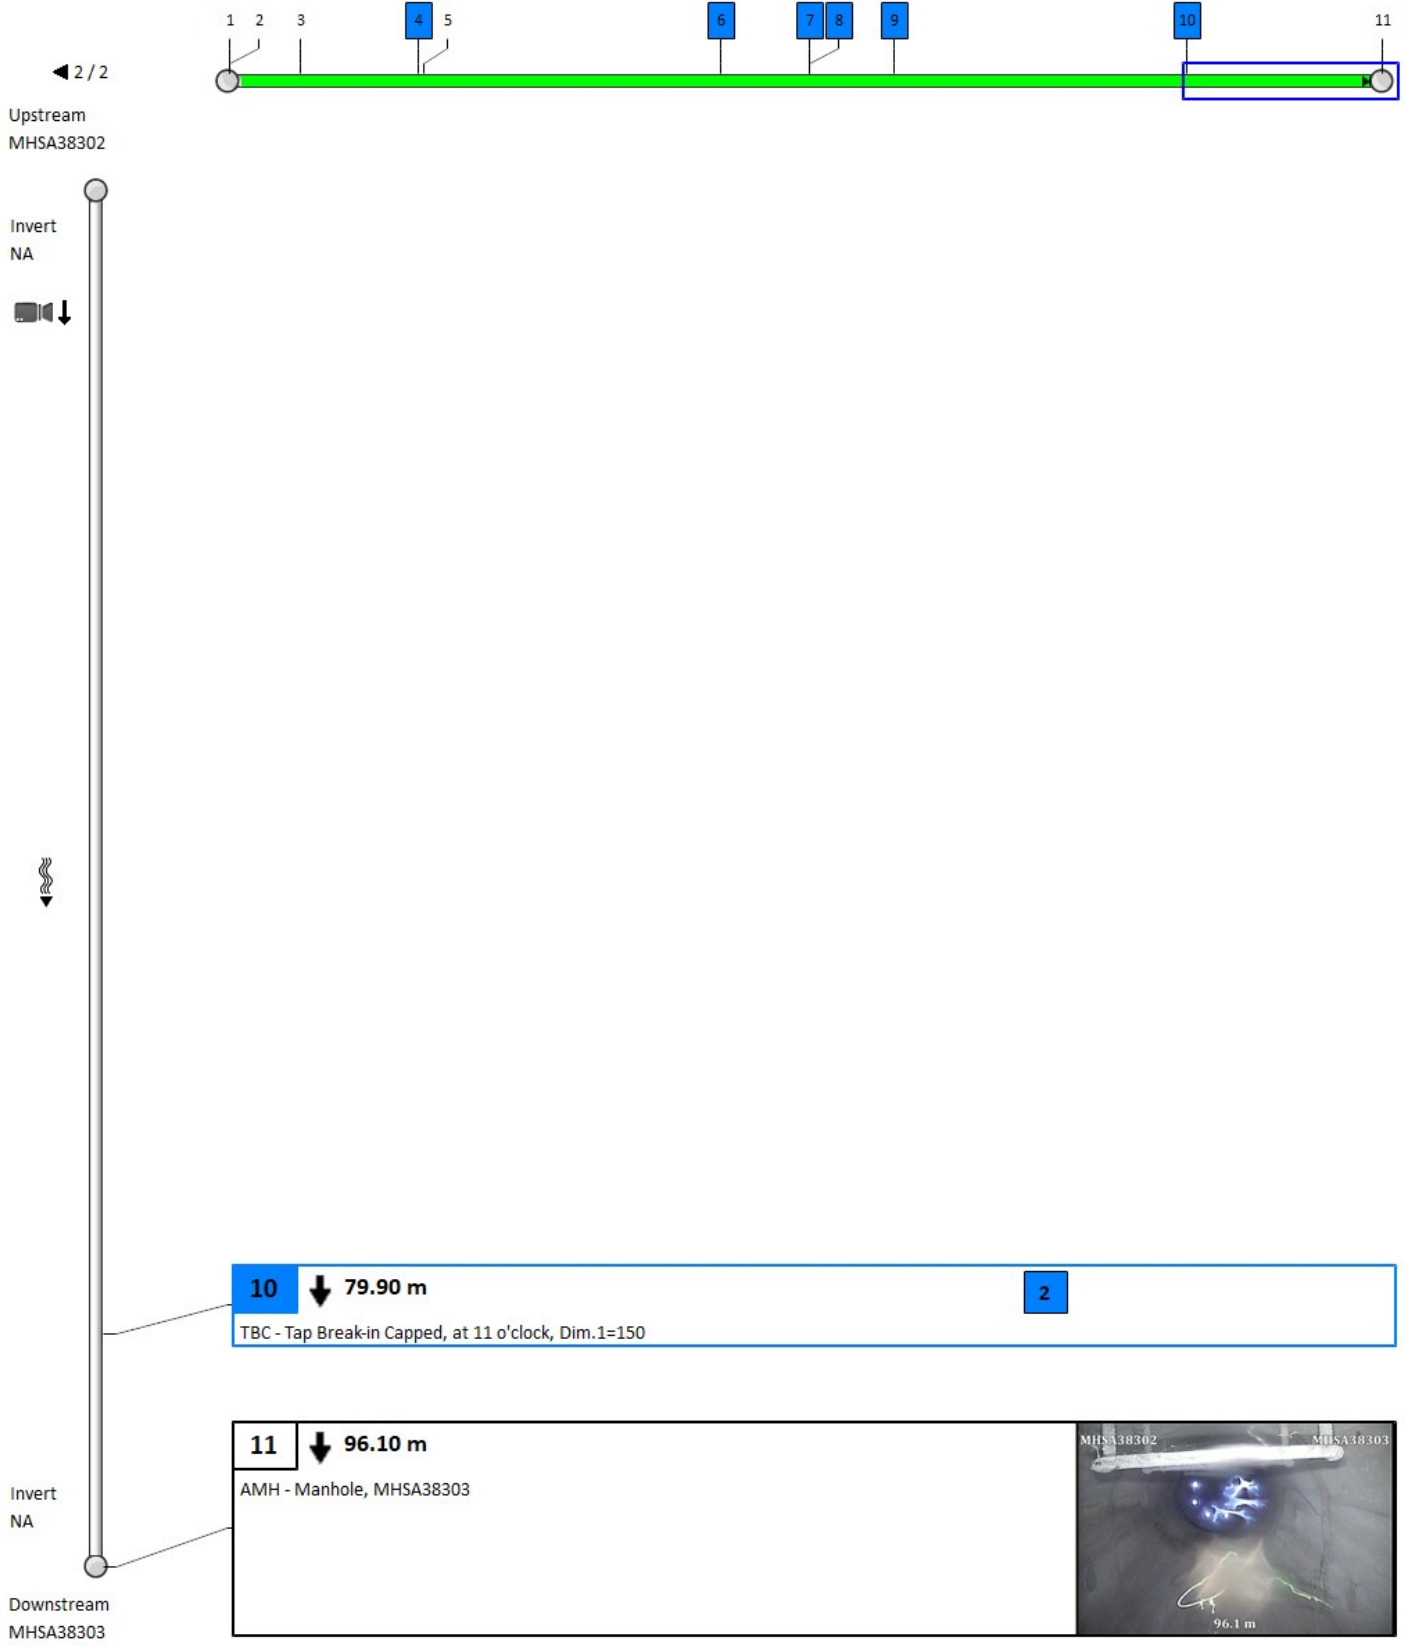 1 2 3 4 5 6 7 8 9 10 11
2 / 2
Upstream
MHSA38302
Invert
NA
10 79.90 m 2
TBC - Tap Break-in Capped, at 11 o'clock, Dim.1=150
11 96.10 m
AMH - Manhole, MHSA38303
MHSA38302 MHSA38303
96.1 m
Invert
NA
Downstream
MHSA38303